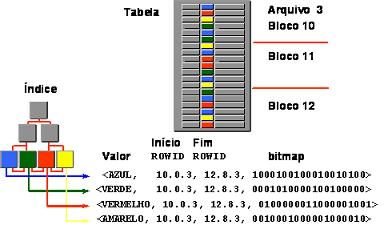 Tabela
Arquivo 3
Bloco 10
Bloco 11
Bloco 12
Índice
Início Fim
Valor ROWID ROWID bitmap
<AZUL, 10.0.3, 12.8.3, 1000100100010010100>
<VERDE, 10.0.3, 12.8.3, 0001010000100100000>
<VERMELHO, 10.0.3, 12.8.3, 0100000011000001001>
<AMARELO, 10.0.3, 12.8.3, 0010001000001000010>